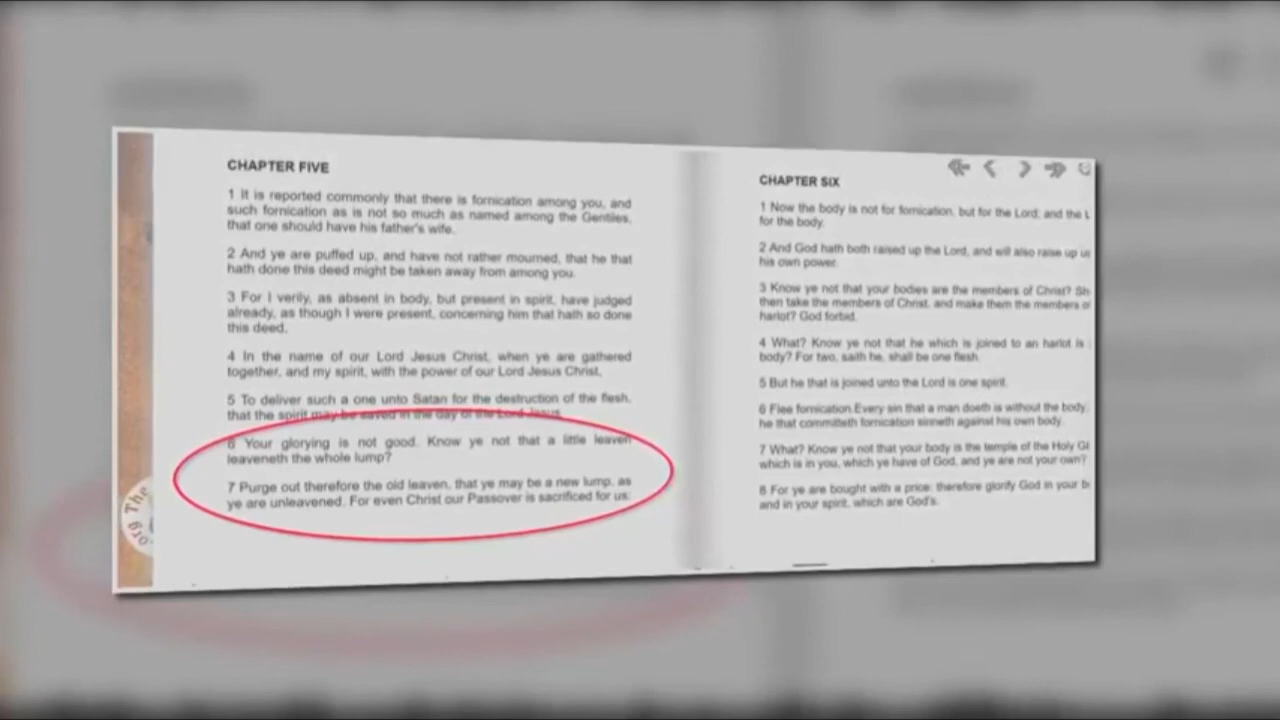 CHAPTER FIVE
1 It is reported commonly that there is fornication among you, and
such fornication as is not so much as named among the Gentiles,
that one should have his father's wife.
2 And ye are puffed up, and have not rather mourned, that he that
hath done this deed might be taken away from among you.
3 For I verily, as absent in body, but present in spirit, have judged
already, as though I were present, concerning him that hath so done
this deed.
4 In the name of our Lord Jesus Christ, when ye are gathered
together, and my spirit, with the power of our Lord Jesus Christ,
5 To deliver such a one unto Satan for the destruction of the flesh,
that the spirit may be saved in the day of the Lord Jesus.
6 Your glorying is not good. Know ye not that a little leaven
leaveneth the whole lump?
7 Purge out therefore the old leaven, that ye may be a new lump, as
ye are unleavened. For even Christ our Passover is sacrificed for us:
org The
CHAPTER SIX
1 Now the body is not for fornication, but for the Lord; and the L
for the body.
2 And God hath both raised up the Lord, and will also raise up us
his own power.
3 Know ye not that your bodies are the members of Christ? Sh
then take the members of Christ, and make them the members of
harlot? God forbid.
4 What? Know ye not that he which is joined to an harlot is
body? For two, saith he, shall be one flesh.
5 But he that is joined unto the Lord is one spirit.
6 Flee fornication.Every sin that a man doeth is without the body
he that committeth fornication sinneth against his own body.
7 What? Know ye not that your body is the temple of the Holy Gl
which is in you, which ye have of God, and ye are not your own?
8 For ye are bought with a price: therefore glorify God in your b
and in your spirit, which are God's.